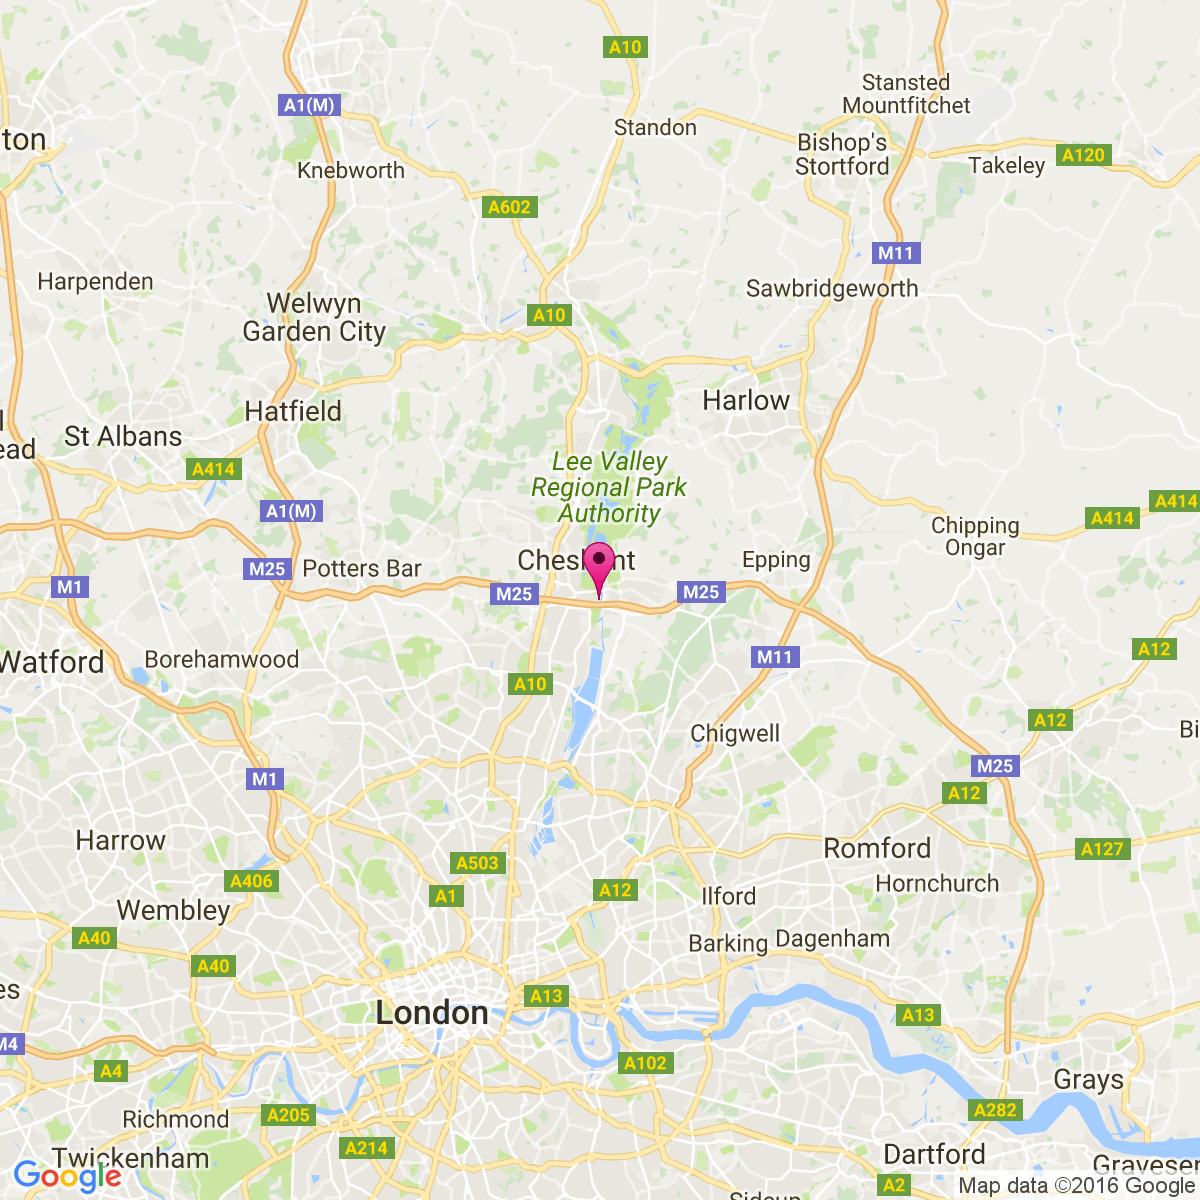 A10
Stansted
Mountfitchet
A1(M)
Standon
ton
Bishop's
Stortford
A120
Knebworth
Takeley
A602
M11
Harpenden
Sawbridgeworth
Welwyn
Garden City
A10
Harlow
Hatfield
l
ead
St Albans
A414
Lee Valley
Regional Park
Authority
A1(M)
A414
A414
Chipping
Ongar
Cheshunt
Epping
M25
Potters Bar
M1
M25
M25
Watford
Borehamwood
M11
A12
A10
A12
Chigwell
Bi
M1
M25
A12
Harrow
Romford
A127
A503
A406
A1
A12
Ilford
Hornchurch
Wembley
A40
Barking
Dagenham
A40
es
A13
London
A13
M4
A4
A102
Grays
Richmond
A205
A282
A214
Twickenham
Dartford
Gravesen
Google
A2
Sidcup
Map data ©2016 Google